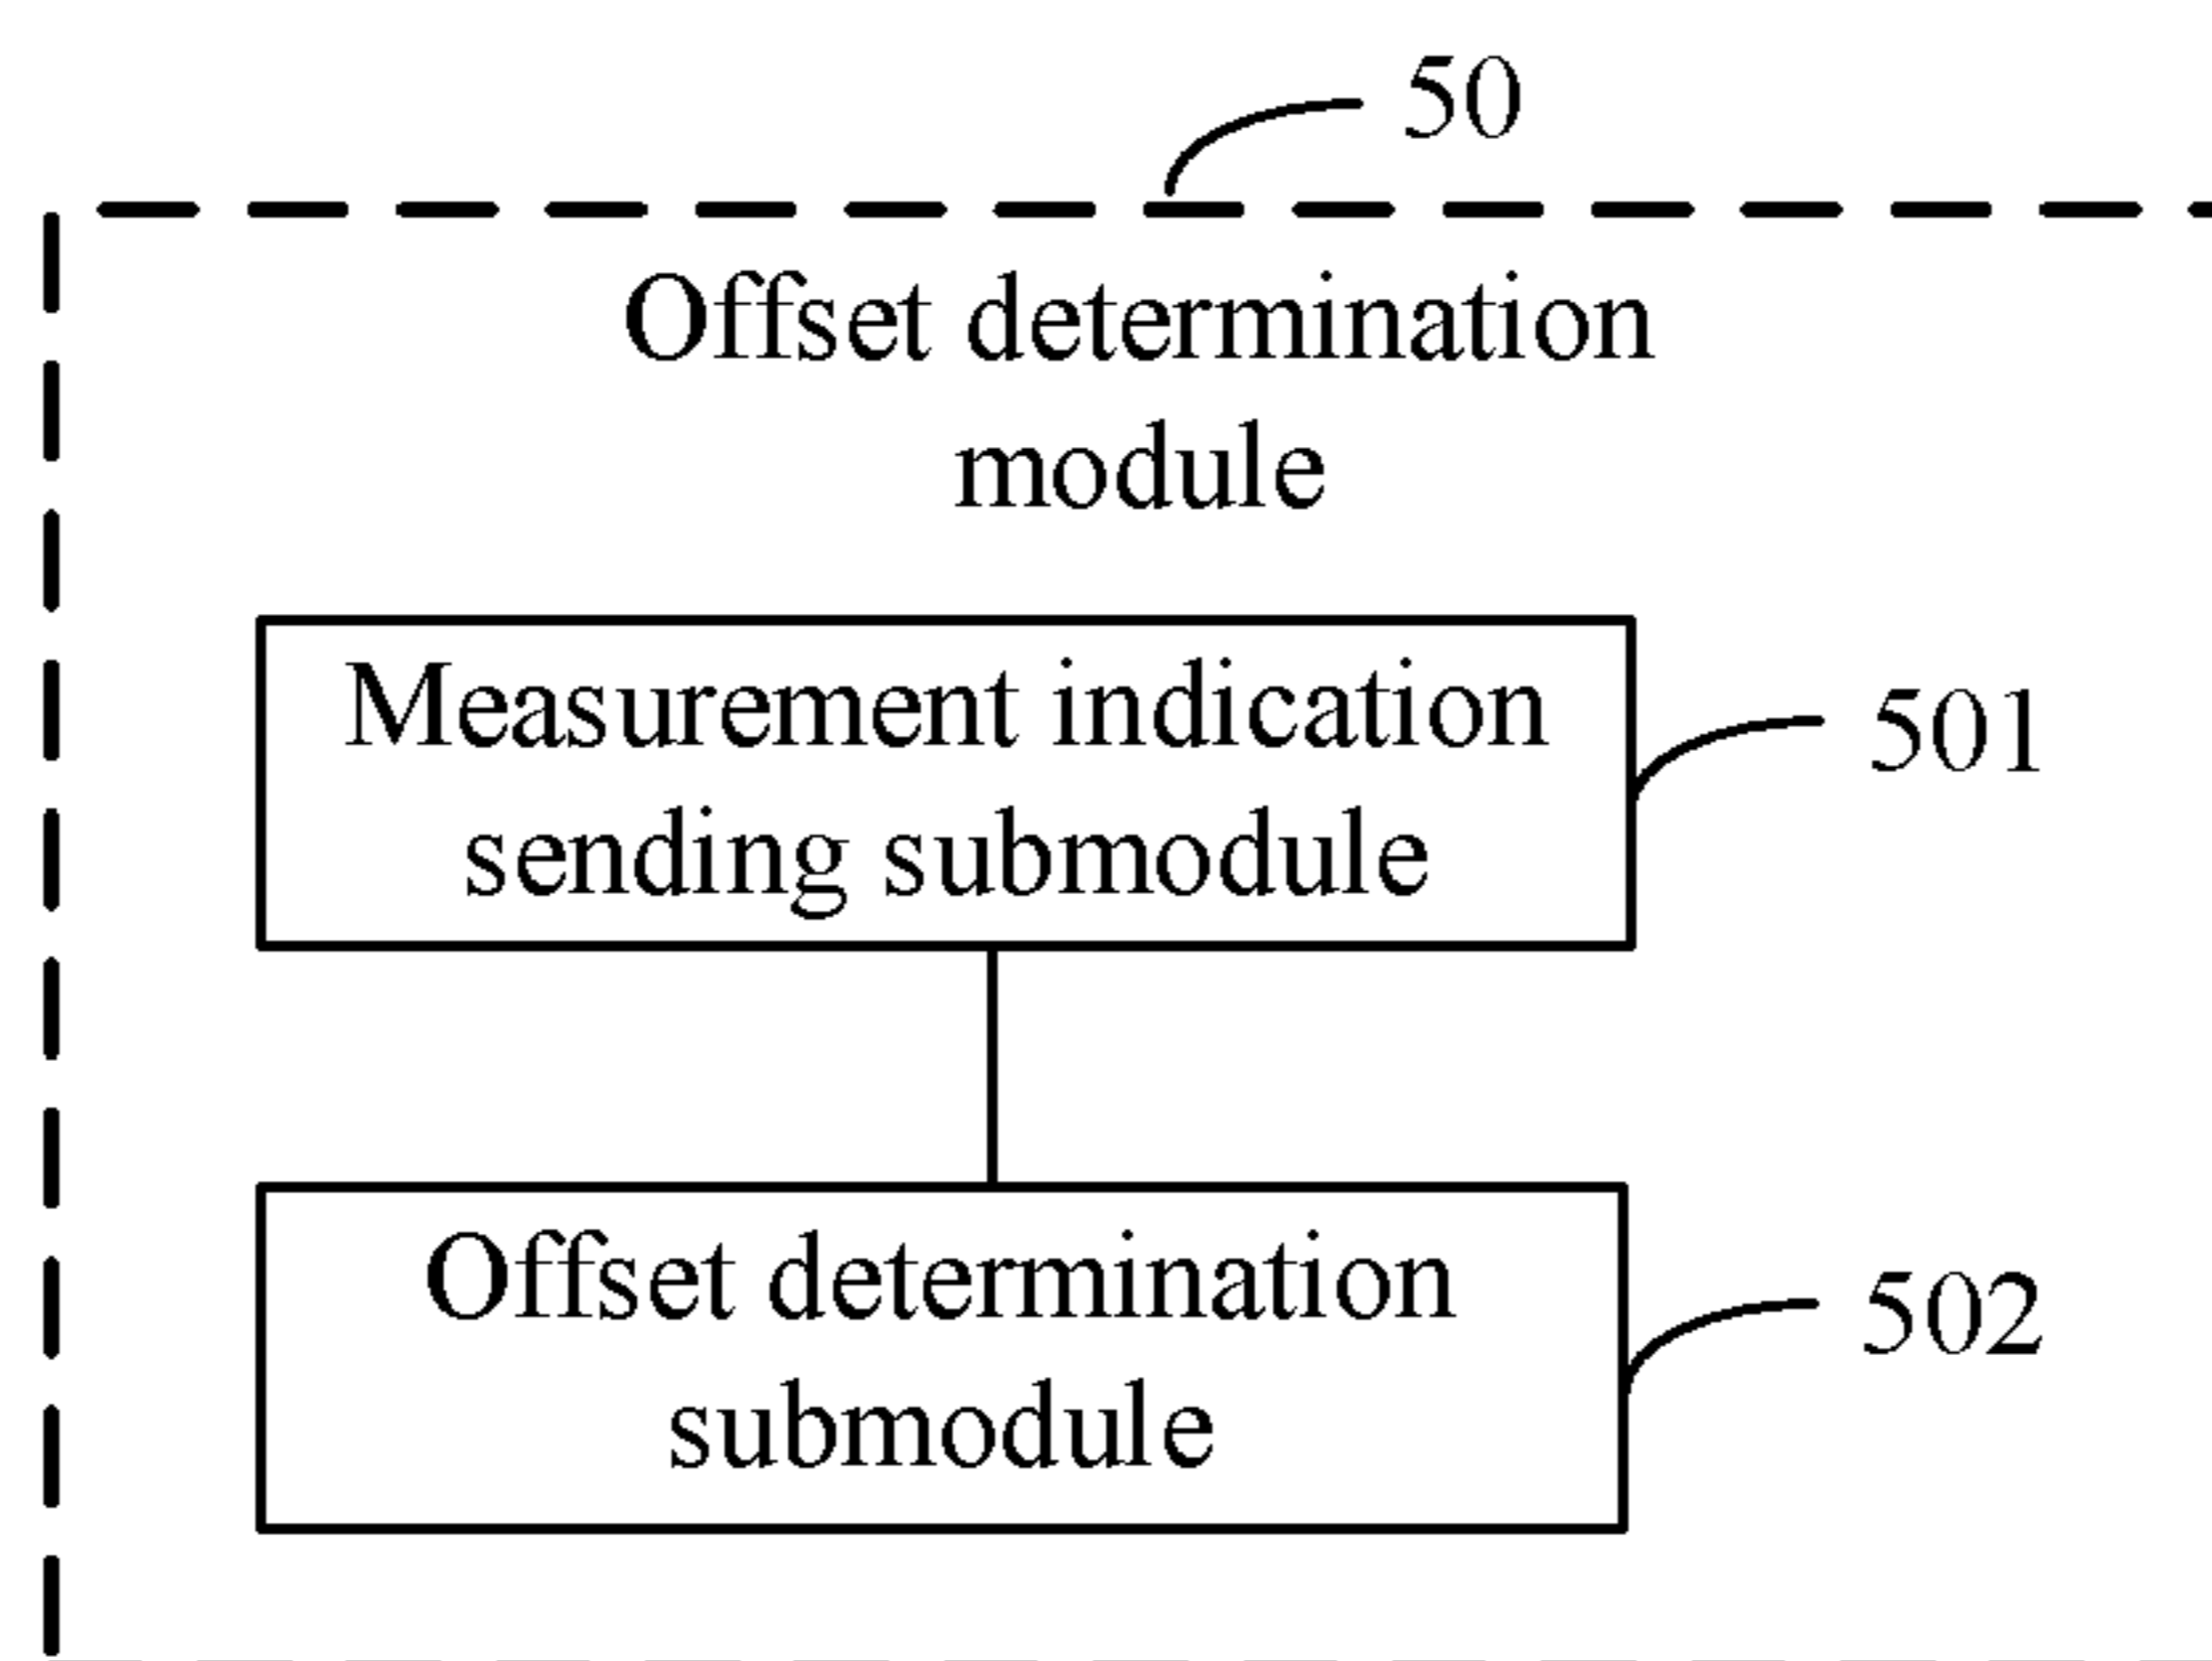 50
Offset determination
module
Measurement indication
sending submodule
501
Offset determination
submodule
502